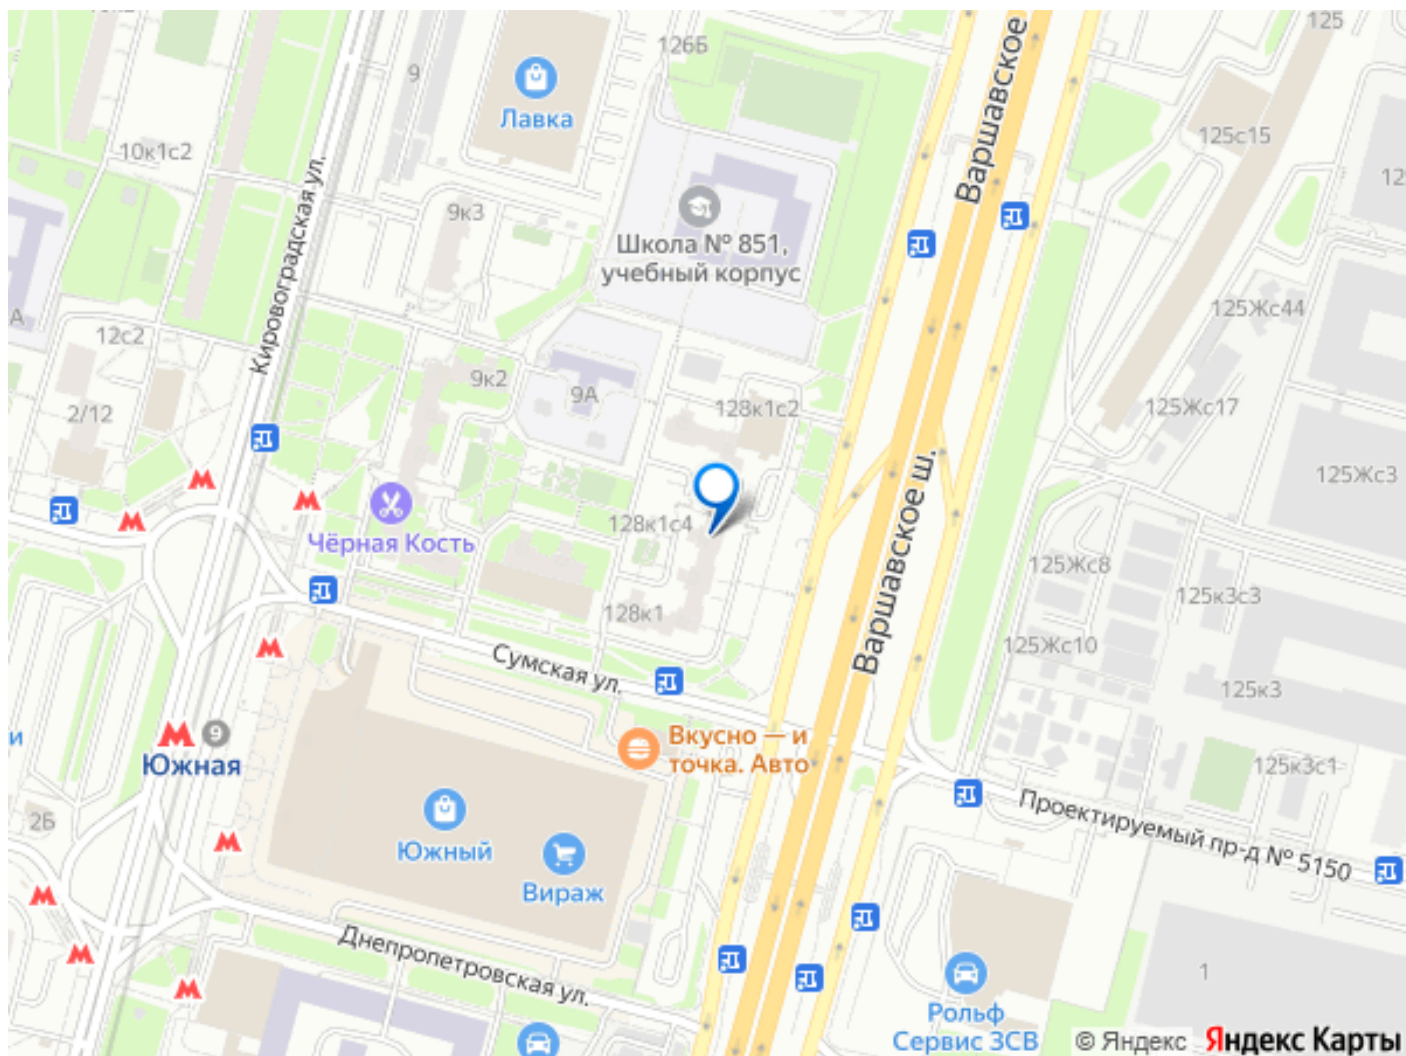 126Б
125
9
Варшавское
Лавка
125с15
10к1с2
12
9к3
Кировоградская ул.
Школа № 851,
учебный корпус
125Жс44
А
12с2
9к2
9А
2/12
128к1с2
125Жс17
125Жс3
Варшавское ш.
128к1с4
Чёрная Кость
125Жс8
125к3с3
128к1
125Жс10
Сумская ул.
125к3
и
9
Южная
Вкусно — и
точка. Авто
125к3с1
Проектируемый пр-д № 5150
2Б
Южный
Вираж
Днепропетровская ул.
1
Рольф
Сервис ЗСВ
© Яндекс
Яндекс Карты